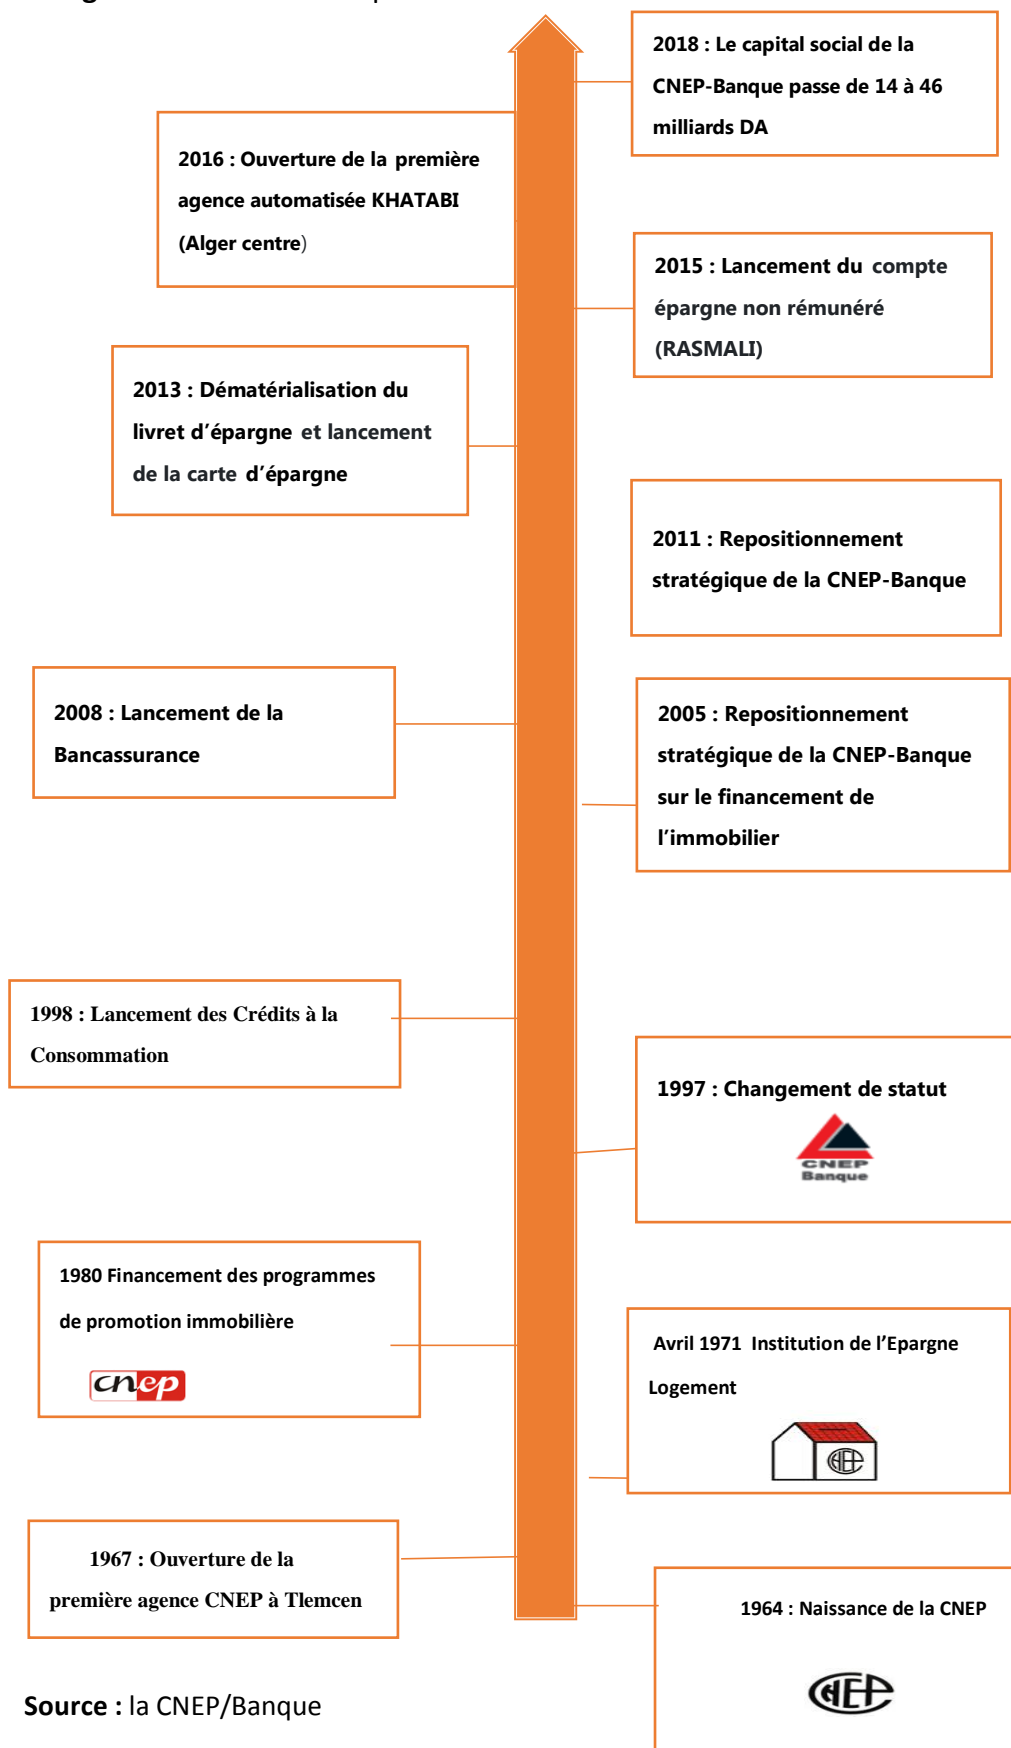 2018 : Le capital social de la
CNEP-Banque passe de 14 à 46
milliards DA
2016 : Ouverture de la première
agence automatisée KHATABI
(Alger centre)
2015 : Lancement du compte
épargne non rémunéré
(RASMALI)
2013 : Dématérialisation du
livret d’épargne et lancement
de la carte d’épargne
2011 : Repositionnement
stratégique de la CNEP-Banque
2008 : Lancement de la
Bancassurance
2005 : Repositionnement
stratégique de la CNEP-Banque
sur le financement de
l’immobilier
1998 : Lancement des Crédits à la
Consommation
1997 : Changement de statut
CNEP
Banque
1980 Financement des programmes
de promotion immobilière
cnep
Avril 1971 Institution de l’Epargne
Logement
CNEP
1967 : Ouverture de la
première agence CNEP à Tlemcen
1964 : Naissance de la CNEP
CNEP
Source : la CNEP/Banque